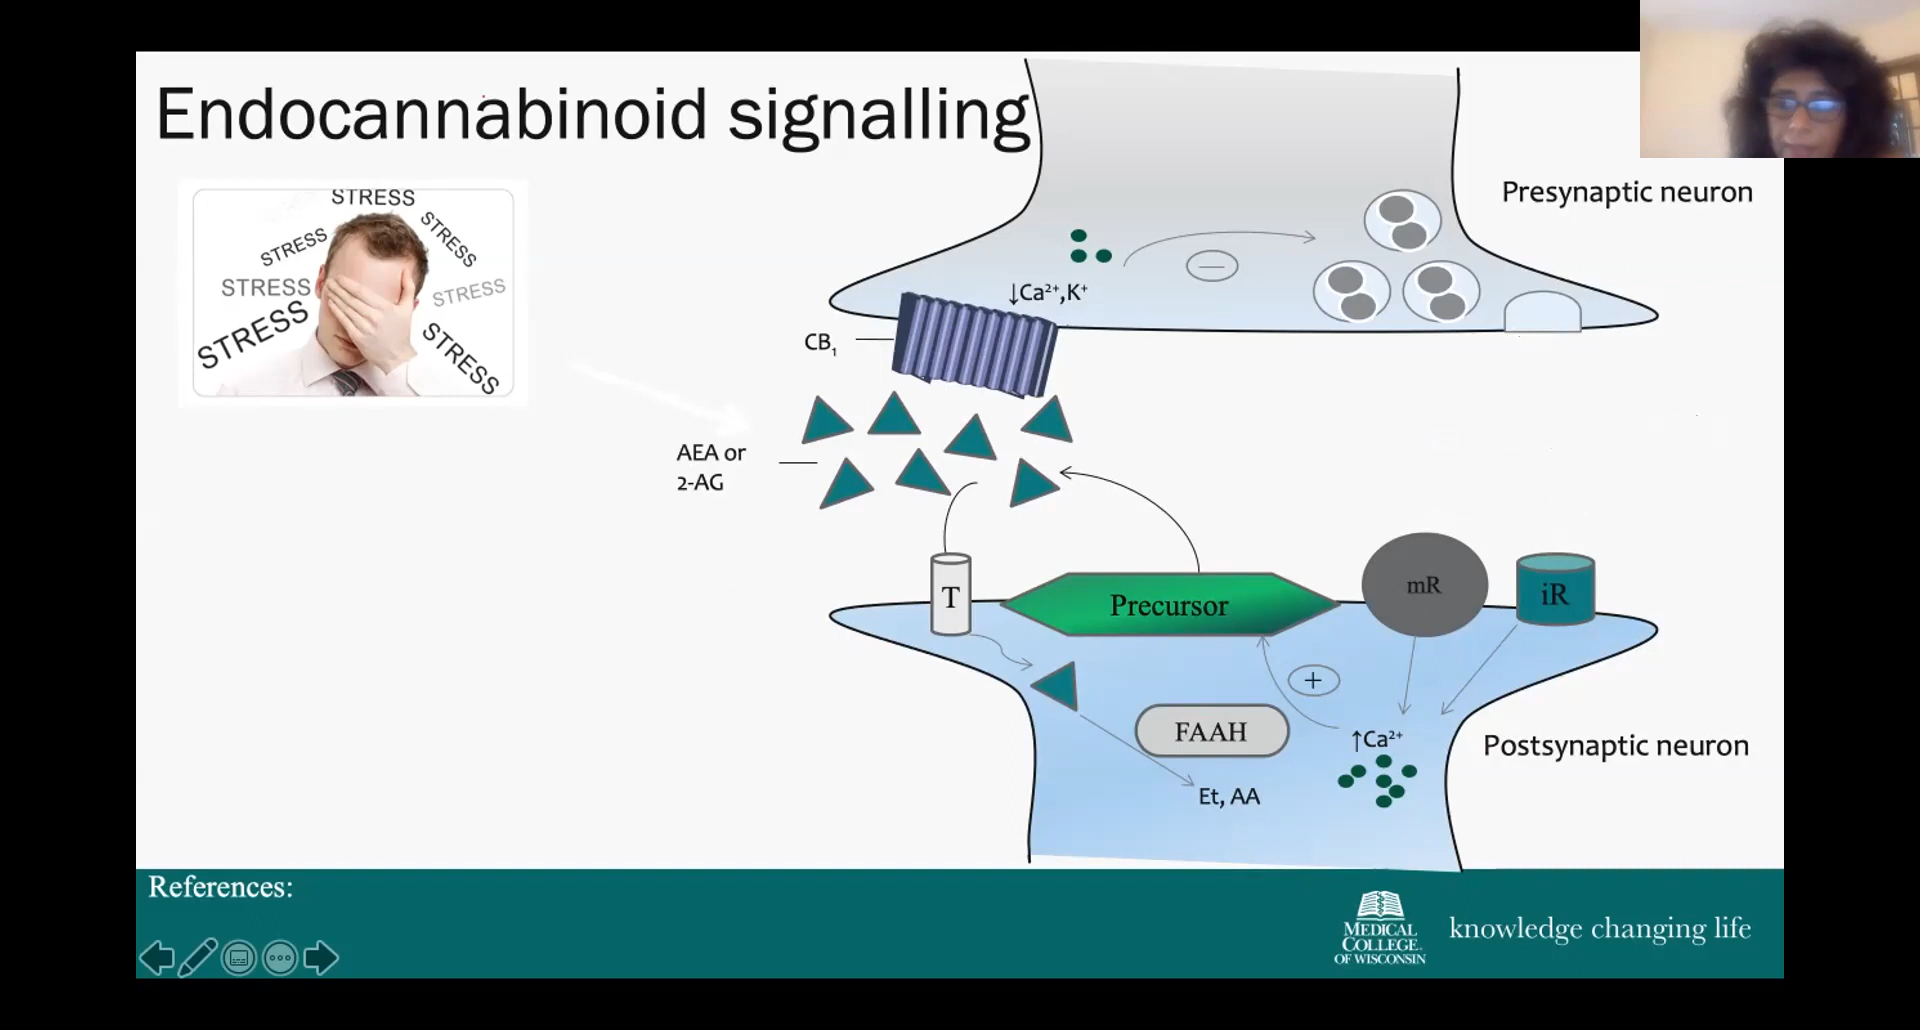 Endocannabinoid signalling
STRESS
STRESS
STRESS
STRESS
STRESS
STRESS
STRESS
Presynaptic neuron
↓Ca²⁺,K⁺
CB₁
AEA or
2-AG
T
Precursor
mR
iR
+
FAAH
↑Ca²⁺
Et, AA
Postsynaptic neuron
References:
MEDICAL
COLLEGE
OF WISCONSIN
knowledge changing life